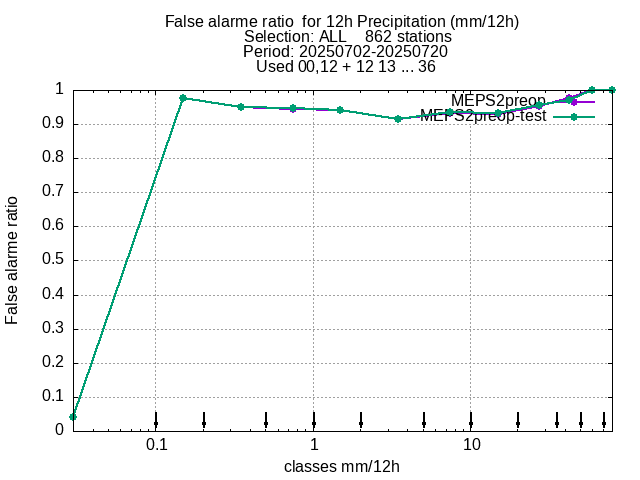 False alarme ratio  for 12h Precipitation (mm/12h)
Selection: ALL    862 stations
Period: 20250702-20250720
Used 00,12 + 12 13 ... 36
MEPS2preop
MEPS2preop-test
False alarme ratio
1
0.9
0.8
0.7
0.6
0.5
0.4
0.3
0.2
0.1
0
0.1 1 10
classes mm/12h